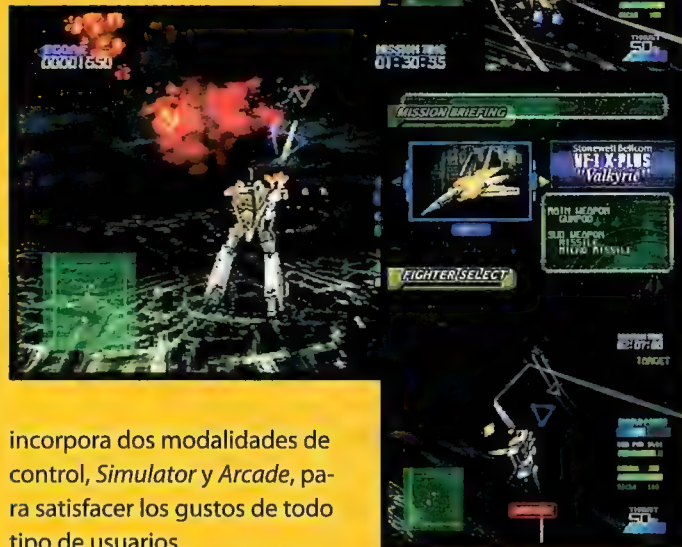 SCORE
00001650
MISSION TIME
01:30:55
THRUST
50
MISSION BRIEFING
Stonewell Bellcom
VF-1 X-PLUS
"Valkyrie"
MAIN WEAPON
GUNPOD
SUB WEAPON
MISSILE
MICRO MISSILE
FIGHTER SELECT
TARGET
THRUST
50
incorpora dos modalidades de
control, Simulator y Arcade, pa-
ra satisfacer los gustos de todo
tipo de usuarios